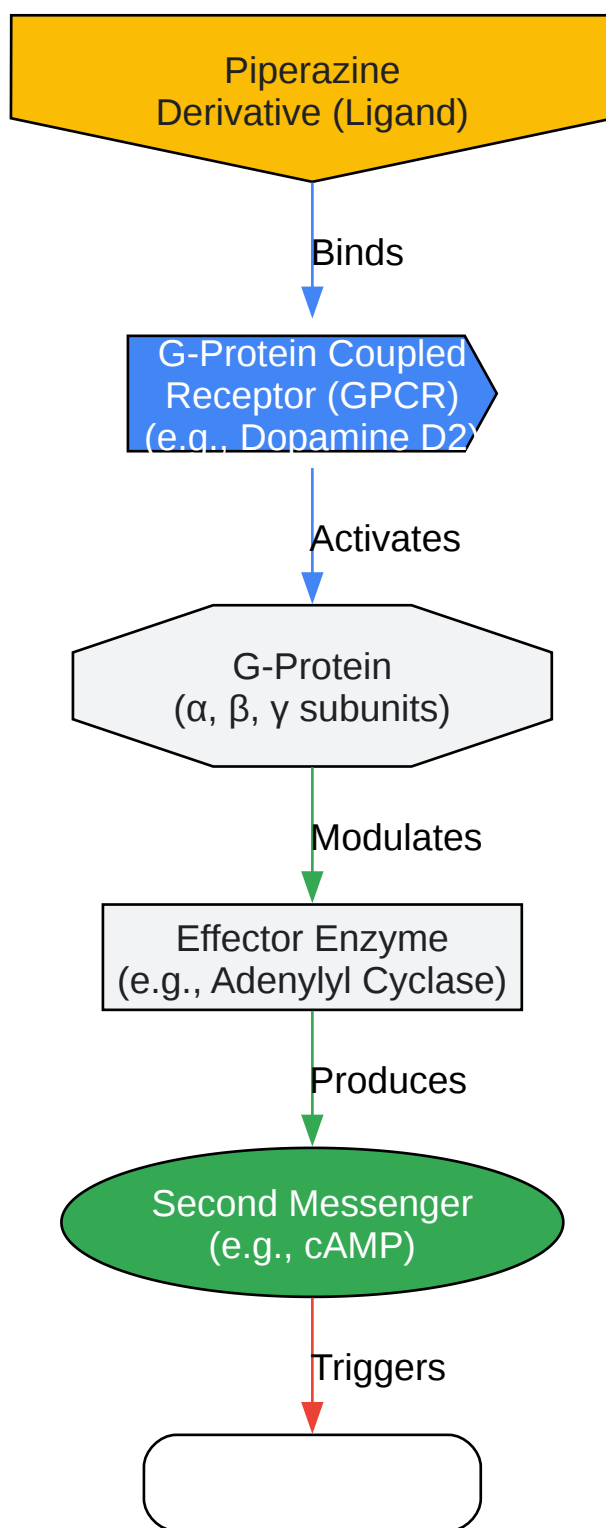 Piperazine
Derivative (Ligand)
Binds
G-Protein Coupled
Receptor (GPCR)
(e.g., Dopamine D2)
Activates
G-Protein
(α, β, γ subunits)
Modulates
Effector Enzyme
(e.g., Adenylyl Cyclase)
Produces
Second Messenger
(e.g., cAMP)
Triggers